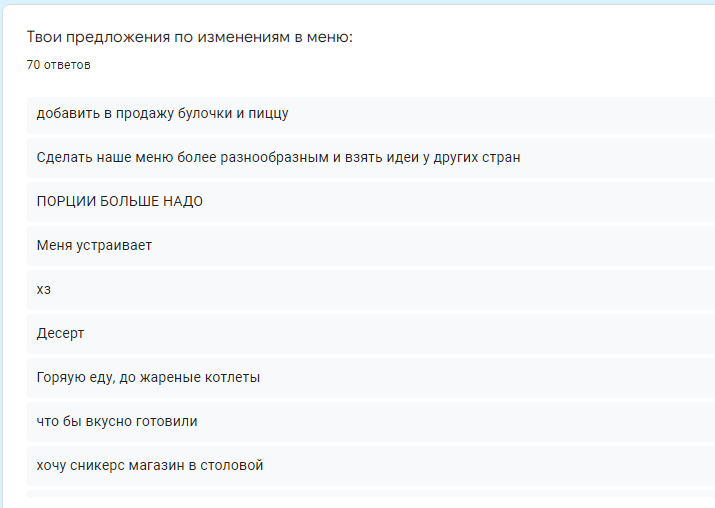 Твои предложения по изменениям в меню:
70 ответов
добавить в продажу булочки и пиццу
Сделать наше меню более разнообразным и взять идеи у других стран
ПОРЦИИ БОЛЬШЕ НАДО
Меня устраивает
хз
Десерт
Горяую еду, до жареные котлеты
что бы вкусно готовили
хочу сникерс магазин в столовой